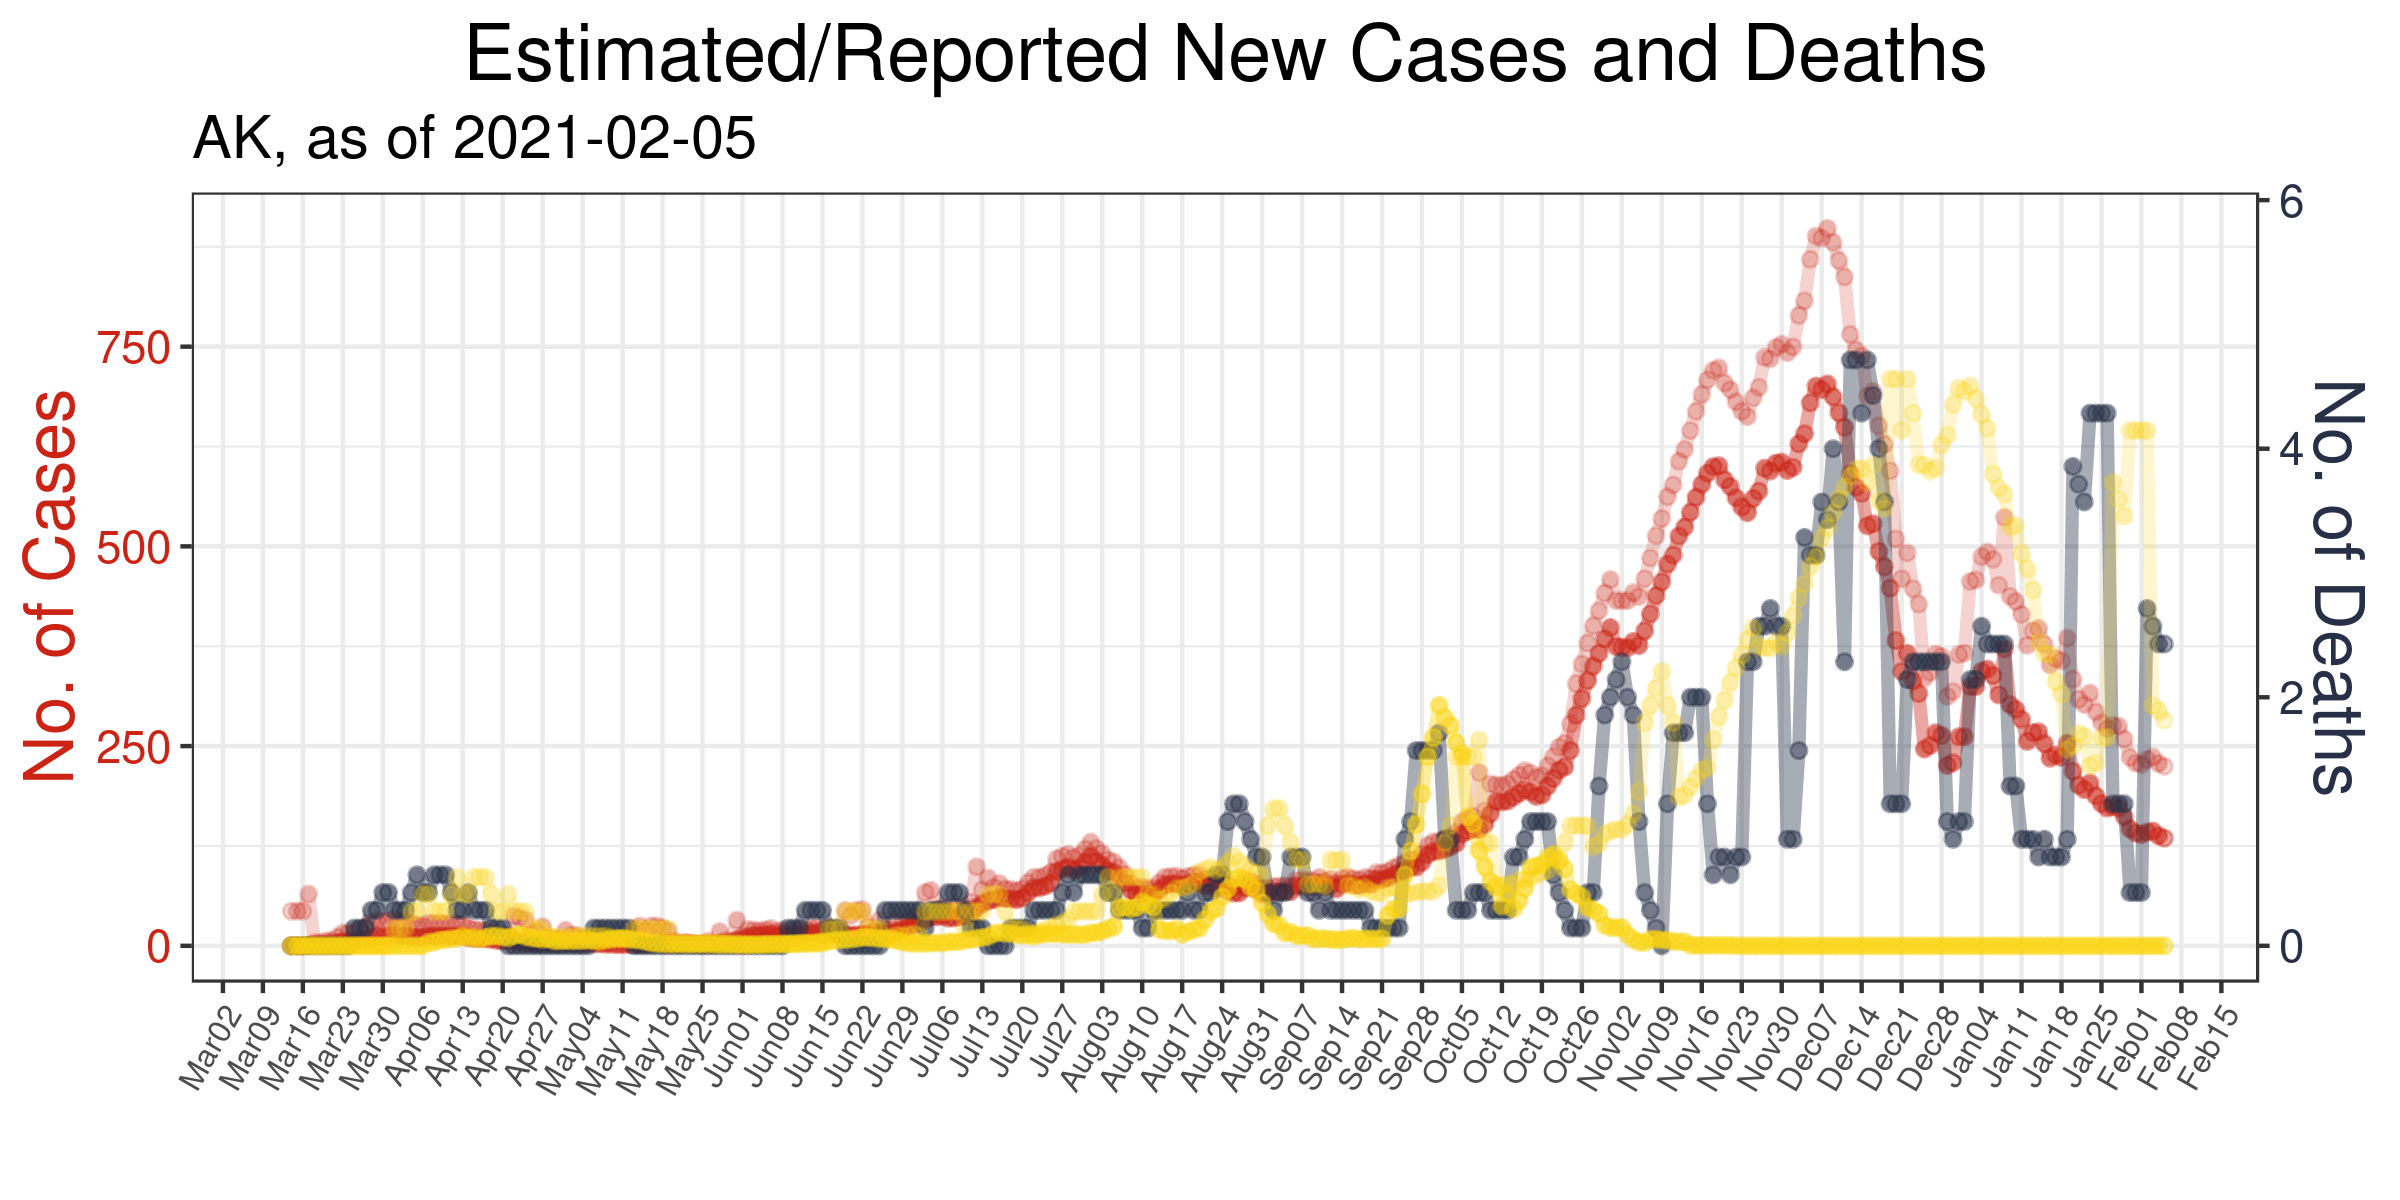 Estimated/Reported New Cases and Deaths
AK, as of 2021-02-05
No. of Cases
750
500
250
0
6
4
2
0
No. of Deaths
Mar02
Mar09
Mar16
Mar23
Mar30
Apr06
Apr13
Apr20
Apr27
May04
May11
May18
May25
Jun01
Jun08
Jun15
Jun22
Jun29
Jul06
Jul13
Jul20
Jul27
Aug03
Aug10
Aug17
Aug24
Aug31
Sep07
Sep14
Sep21
Sep28
Oct05
Oct12
Oct19
Oct26
Nov02
Nov09
Nov16
Nov23
Nov30
Dec07
Dec14
Dec21
Dec28
Jan04
Jan11
Jan18
Jan25
Feb01
Feb08
Feb15